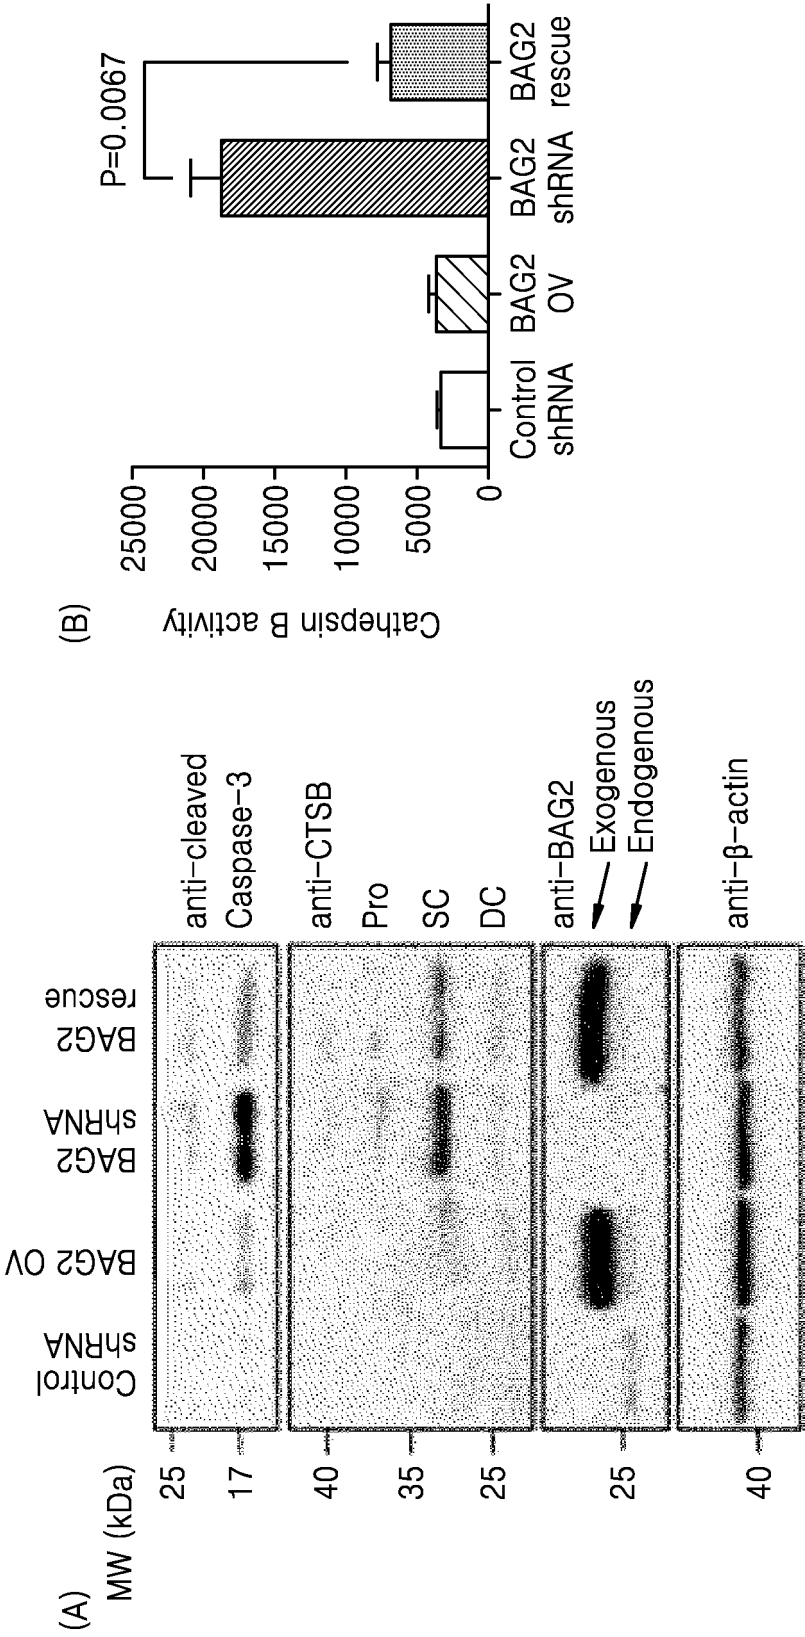 (A)
MW (kDa)
Control
shRNA
BAG2 OV
BAG2
shRNA
BAG2
rescue
25
17
anti-cleaved
Caspase-3
40
35
25
anti-CTSB
Pro
SC
DC
25
anti-BAG2
Exogenous
Endogenous
40
anti-β-actin
(B)
Cathepsin B activity
25000
20000
15000
10000
5000
0
P=0.0067
Control
shRNA
BAG2
OV
BAG2
shRNA
BAG2
rescue